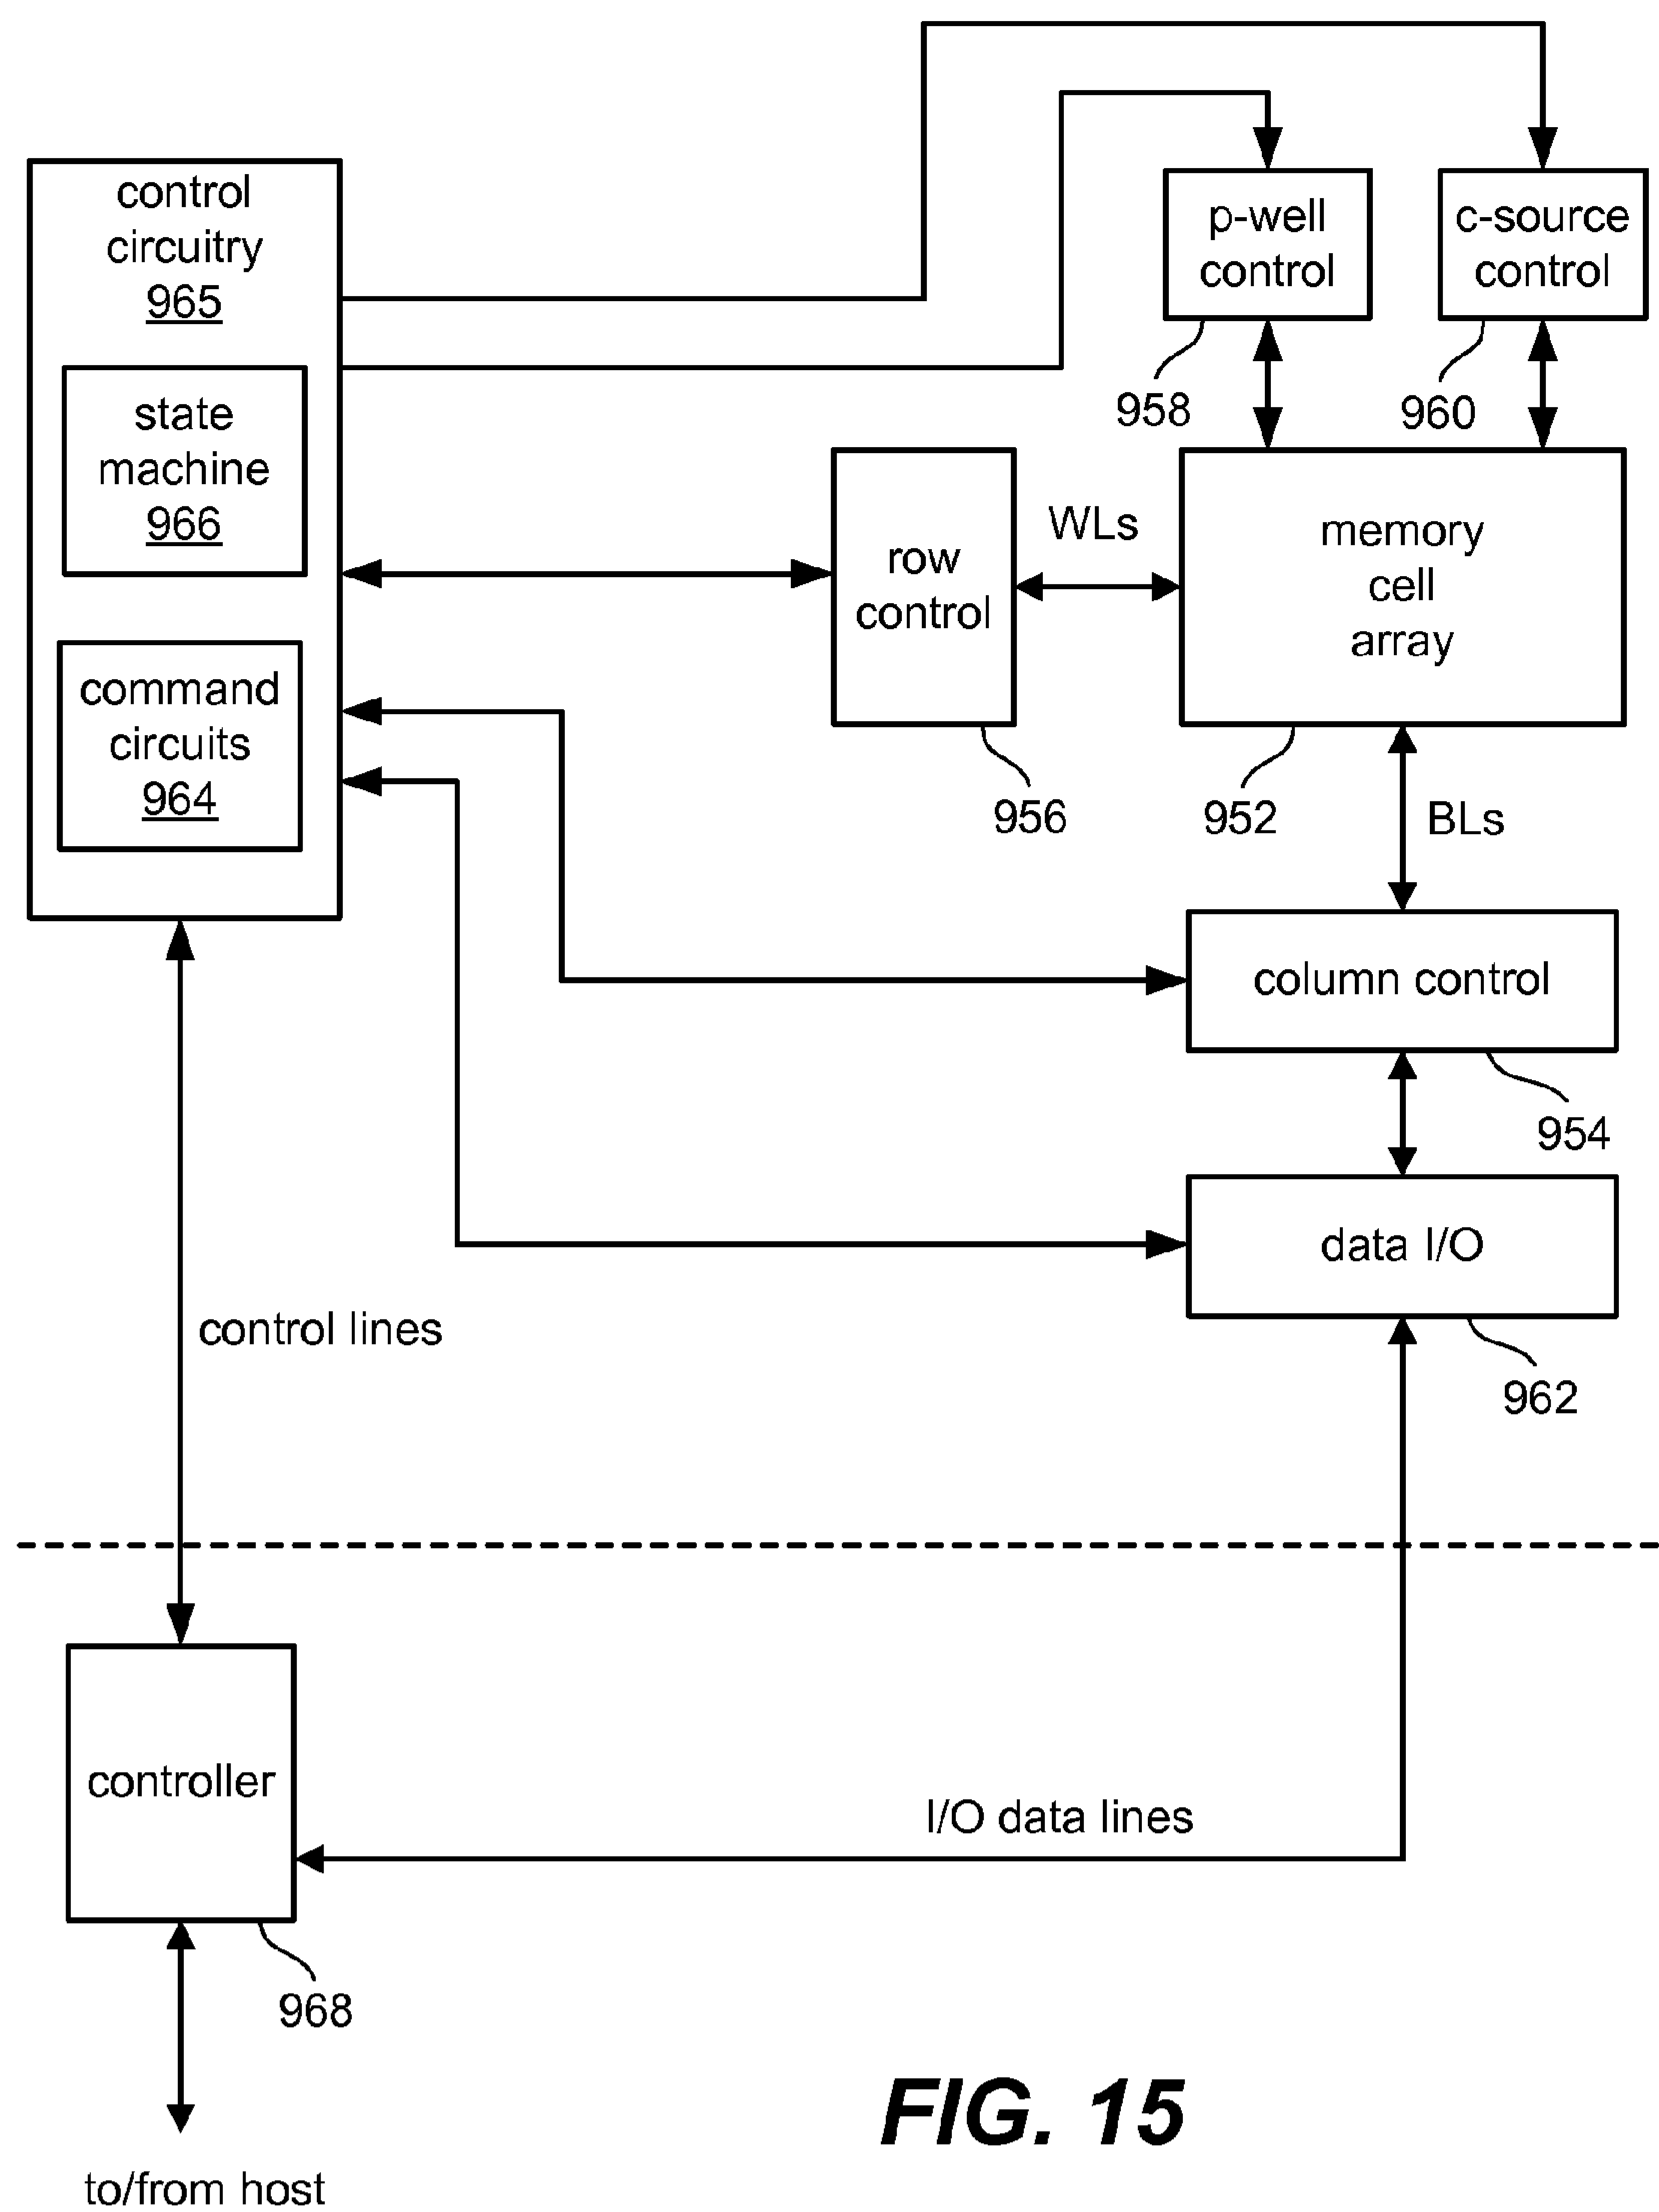 control
circuitry
965
state
machine
966
command
circuits
964
p-well
control
958
c-source
control
960
row
control
956
WLs
memory
cell
array
952
BLs
column control
954
data I/O
962
control lines
controller
968
I/O data lines
to/from host
FIG. 15